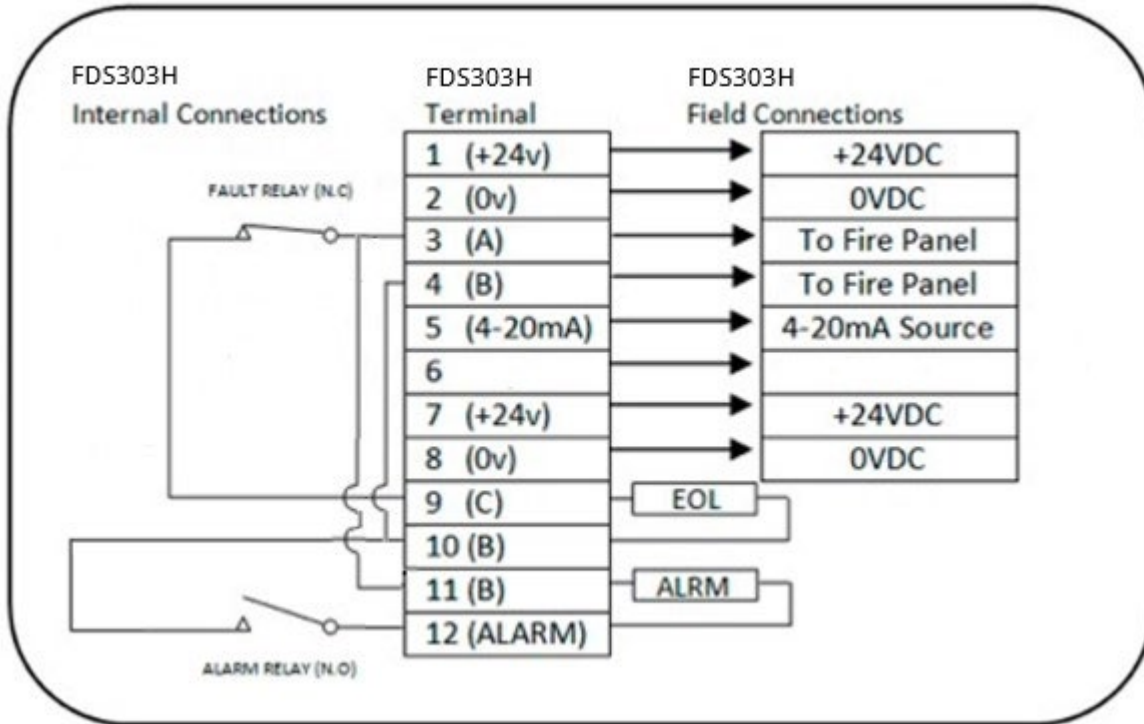 FDS303H FDS303H FDS303H
Internal Connections Terminal Field Connections
1 (+24v) +24VDC
FAULT RELAY (N.C)
2 (0v) 0VDC
3 (A) To Fire Panel
4 (B) To Fire Panel
5 (4-20mA) 4-20mA Source
6
7 (+24v) +24VDC
8 (0v) 0VDC
9 (C) EOL
10 (B)
11 (B) ALRM
12 (ALARM)
ALARM RELAY (N.O)